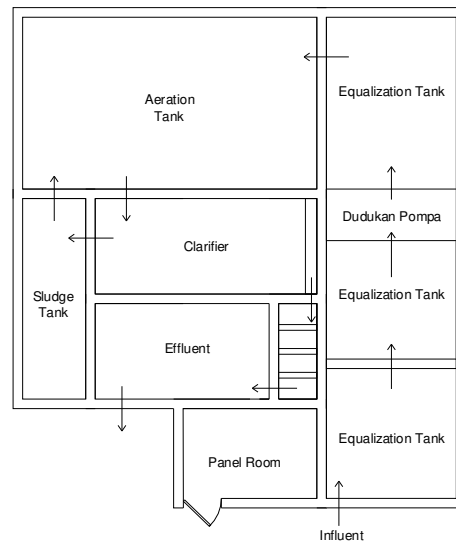 Aeration
Tank
Equalization Tank
Dudukan Pompa
Clarifier
Sludge
Tank
Equalization Tank
Effluent
Equalization Tank
Panel Room
Influent